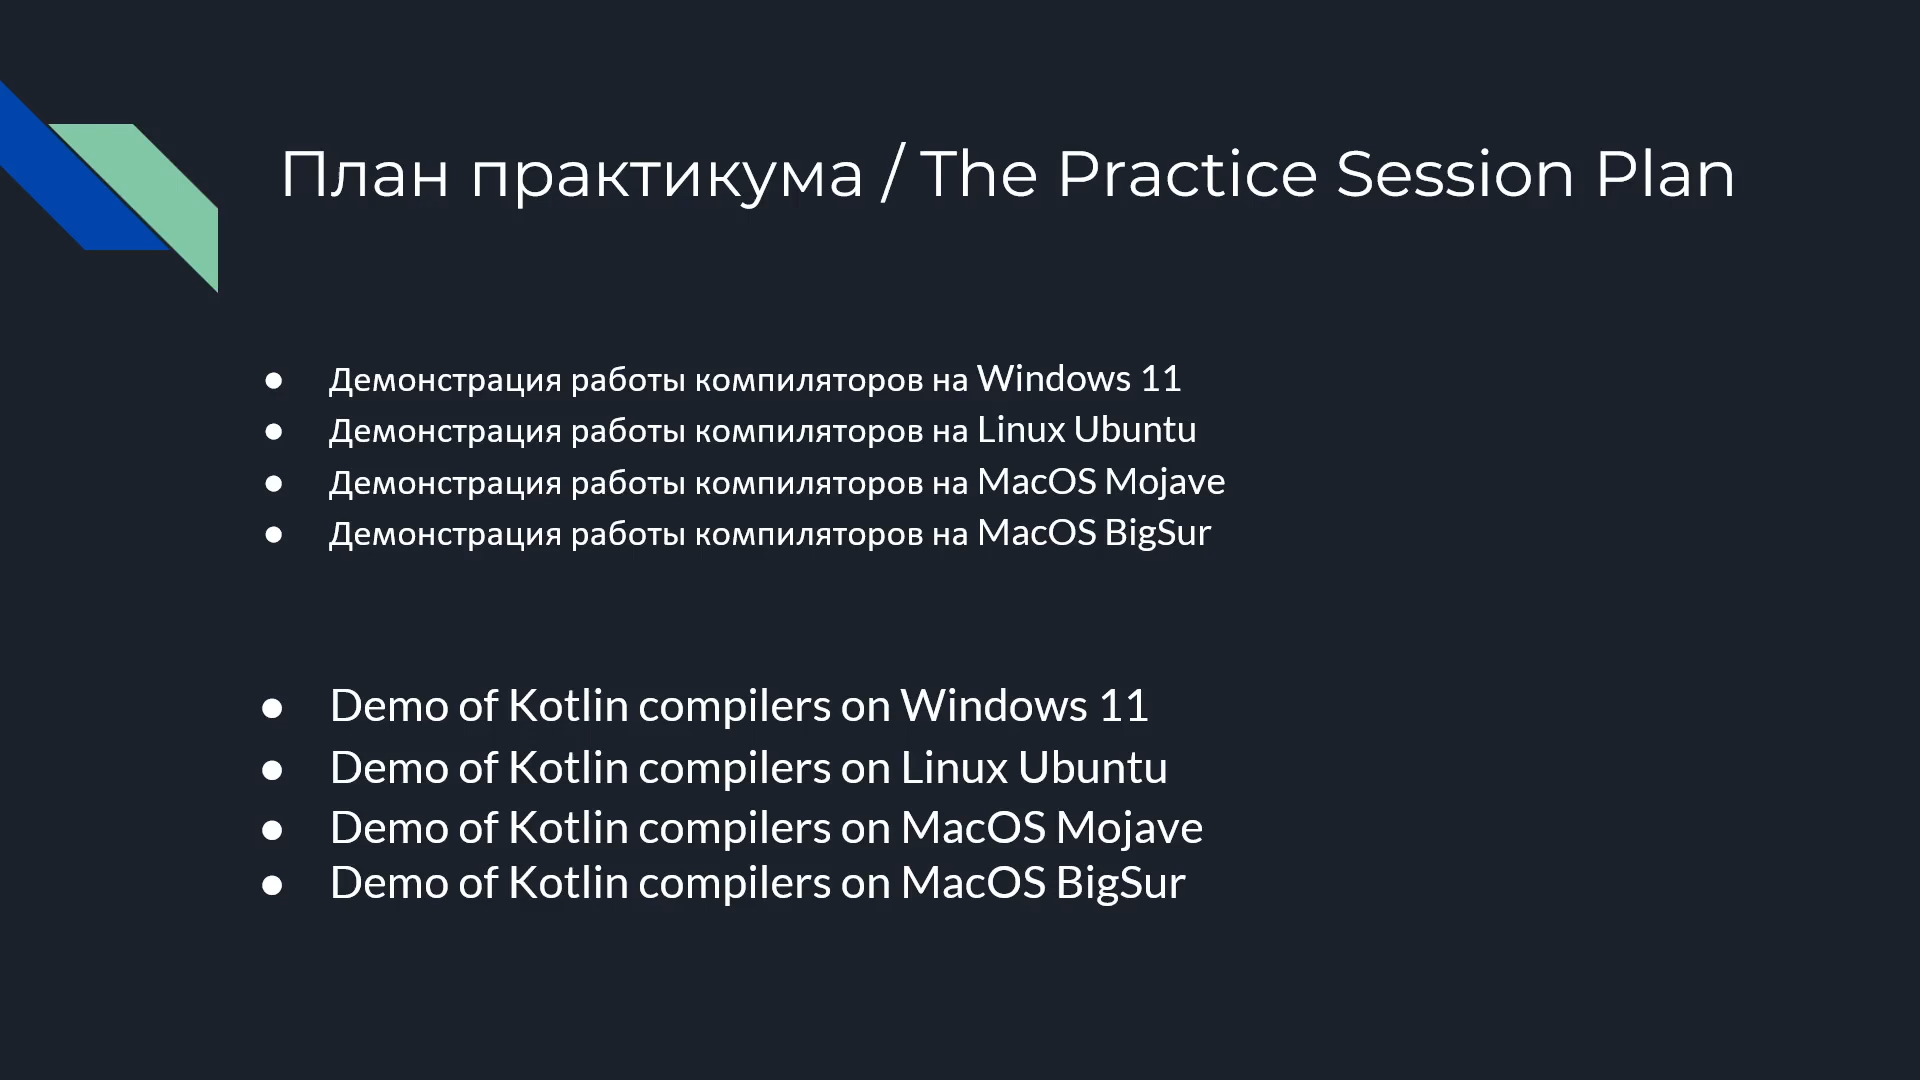 План практикума / The Practice Session Plan
● Демонстрация работы компиляторов на Windows 11
● Демонстрация работы компиляторов на Linux Ubuntu
● Демонстрация работы компиляторов на MacOS Mojave
● Демонстрация работы компиляторов на MacOS BigSur
● Demo of Kotlin compilers on Windows 11
● Demo of Kotlin compilers on Linux Ubuntu
● Demo of Kotlin compilers on MacOS Mojave
● Demo of Kotlin compilers on MacOS BigSur